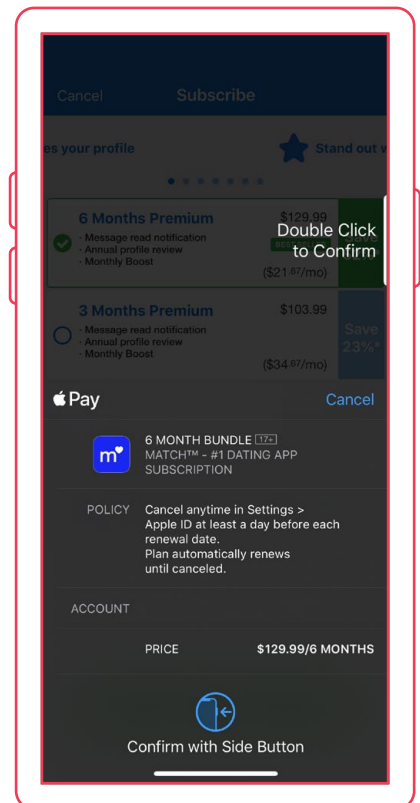 Cancel
Subscribe
es your profile
Stand out w
6 Months Premium
$129.99
· Message read notification
· Annual profile review
· Monthly Boost
($21.67/mo)
Double Click
to Confirm
3 Months Premium
$103.99
· Message read notification
· Annual profile review
· Monthly Boost
($34.67/mo)
Save
23%*
Pay
Cancel
m
6 MONTH BUNDLE 17+
MATCH™ - #1 DATING APP
SUBSCRIPTION
POLICY
Cancel anytime in Settings >
Apple ID at least a day before each
renewal date.
Plan automatically renews
until canceled.
ACCOUNT
PRICE
$129.99/6 MONTHS
Confirm with Side Button